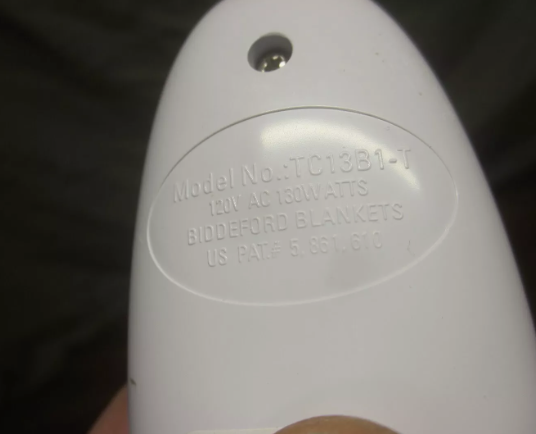 Model No.:TC13B1-T
120V AC 130WATTS
BIDDEFORD BLANKETS
US PAT.# 5,861,610